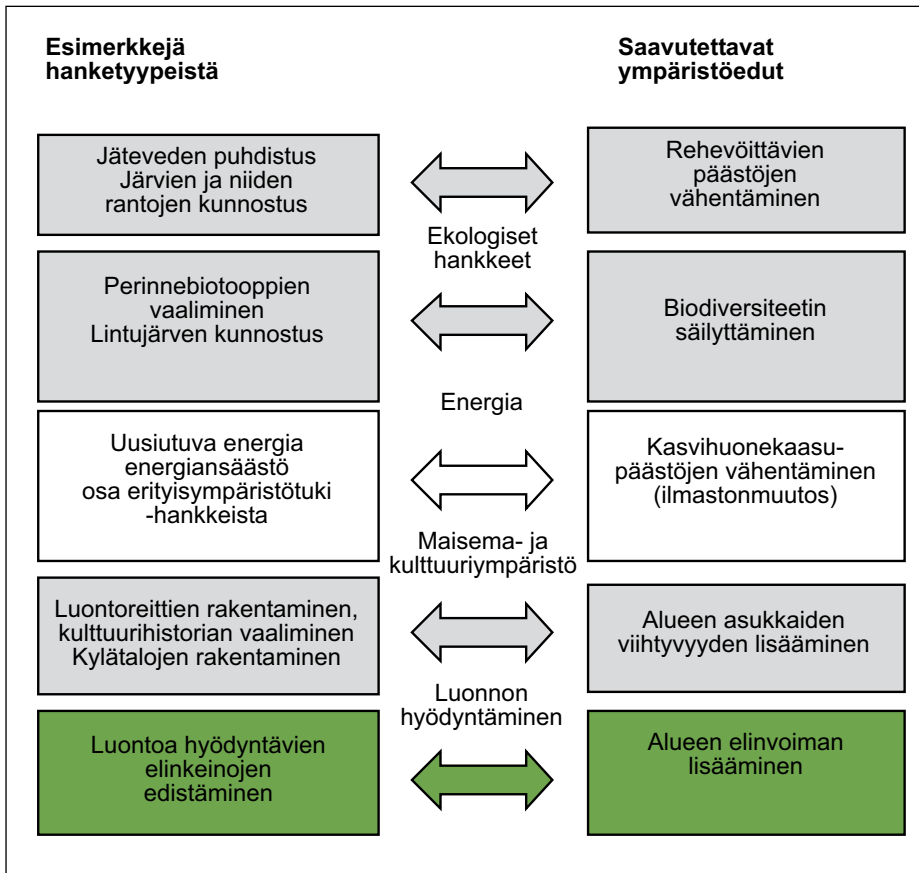 Esimerkkejä
hanketyypeistä
Saavutettavat
ympäristöedut
Jäteveden puhdistus
Järvien ja niiden
rantojen kunnostus
Rehevöittävien
päästöjen
vähentäminen
Ekologiset
hankkeet
Perinnebiotooppien
vaaliminen
Lintujärven kunnostus
Biodiversiteetin
säilyttäminen
Energia
Uusiutuva energia
energiansäästö
osa erityisympäristötuki
-hankkeista
Kasvihuonekaasu-
päästöjen vähentäminen
(ilmastonmuutos)
Maisema- ja
kulttuuriympäristö
Luontoreittien rakentaminen,
kulttuurihistorian vaaliminen
Kylätalojen rakentaminen
Alueen asukkaiden
viihtyvyyden lisääminen
Luonnon
hyödyntäminen
Luontoa hyödyntävien
elinkeinojen
edistäminen
Alueen elinvoiman
lisääminen